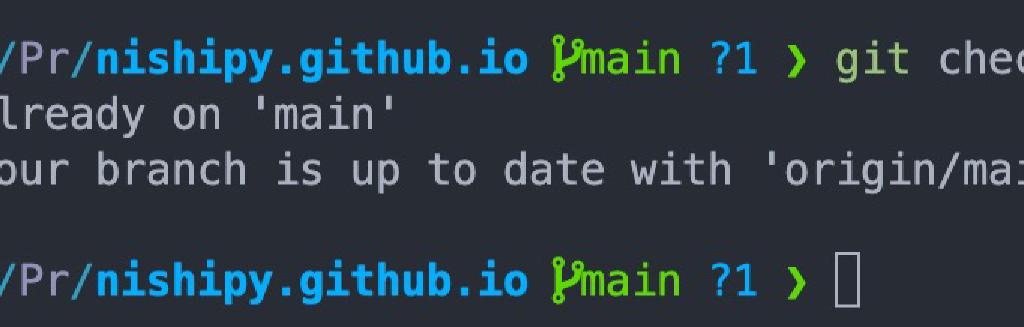 /Pr/nishipy.github.io main ?1 ❯ git chec
lready on 'main'
our branch is up to date with 'origin/mai
/Pr/nishipy.github.io main ?1 ❯